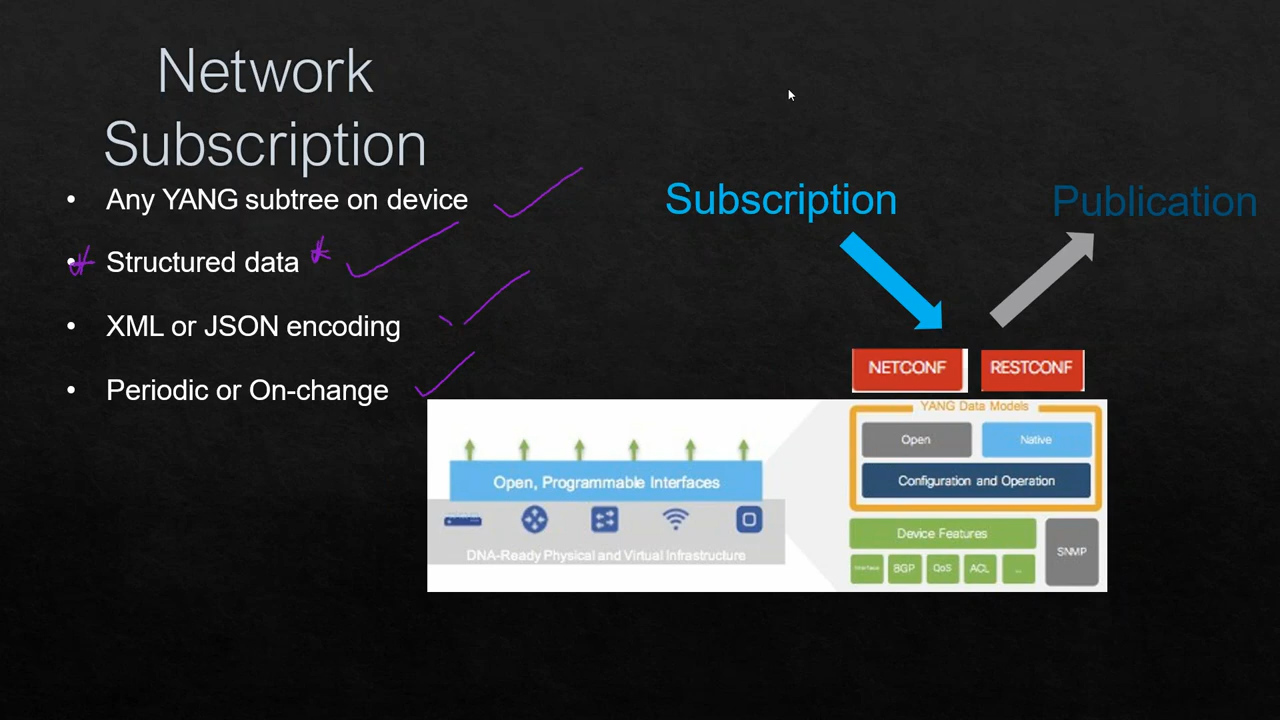 Network
Subscription
• Any YANG subtree on device
• Structured data
• XML or JSON encoding
• Periodic or On-change
Subscription
Publication
NETCONF
RESTCONF
YANG Data Models
Open
Native
Configuration and Operation
Open, Programmable Interfaces
DNA-Ready Physical and Virtual Infrastructure
Device Features
SNMP
Interface
BGP
QoS
ACL
...